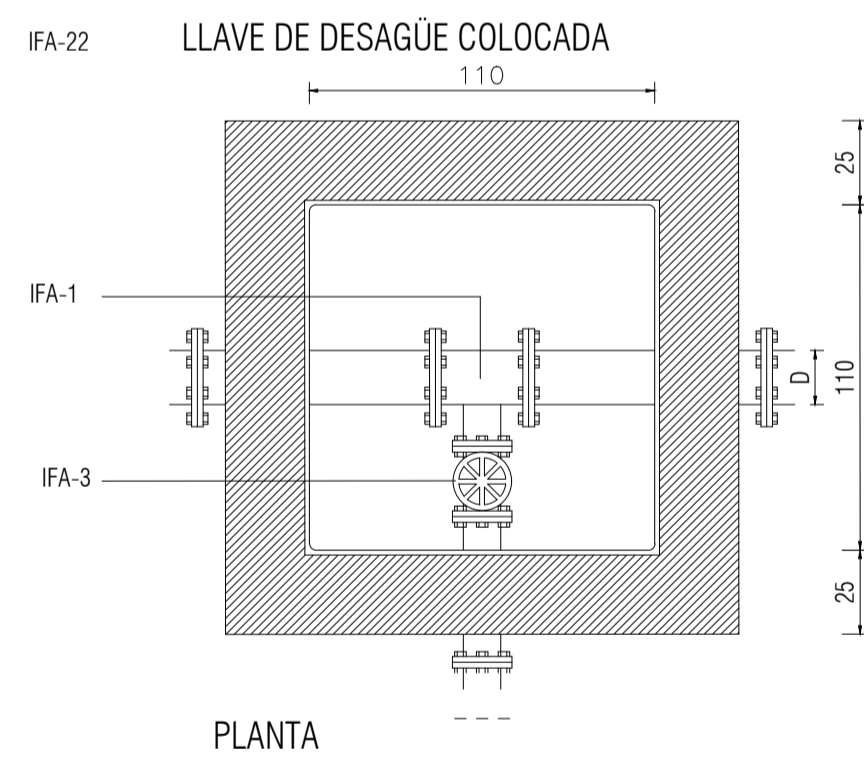 IFA-22
LLAVE DE DESAGÜE COLOCADA
110
25
IFA-1
D
110
IFA-3
25
PLANTA